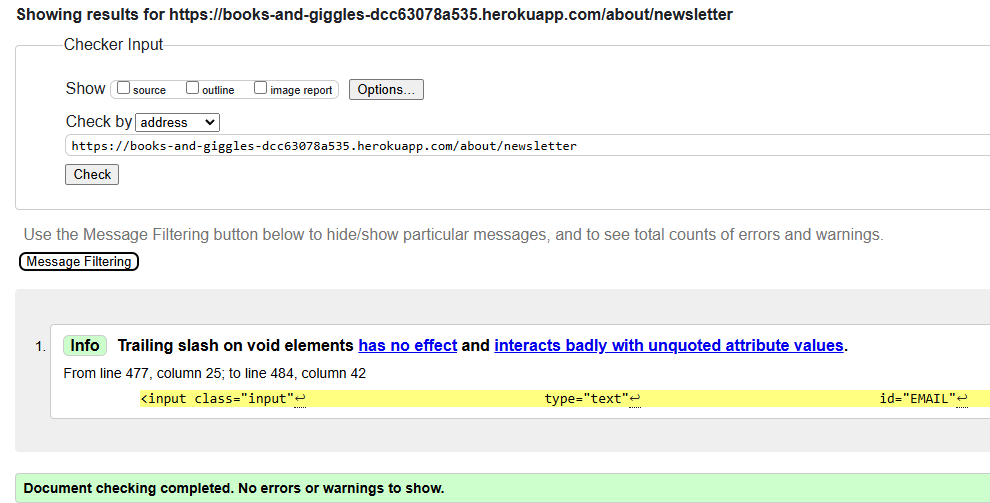 Showing results for https://books-and-giggles-dcc63078a535.herokuapp.com/about/newsletter
Checker Input
Show source outline image report Options...
Check by address
https://books-and-giggles-dcc63078a535.herokuapp.com/about/newsletter
Check
Use the Message Filtering button below to hide/show particular messages, and to see total counts of errors and warnings.
Message Filtering
1. Info Trailing slash on void elements has no effect and interacts badly with unquoted attribute values.
From line 477, column 25; to line 484, column 42
<input class="input"↩ type="text"↩ id="EMAIL"↩
Document checking completed. No errors or warnings to show.